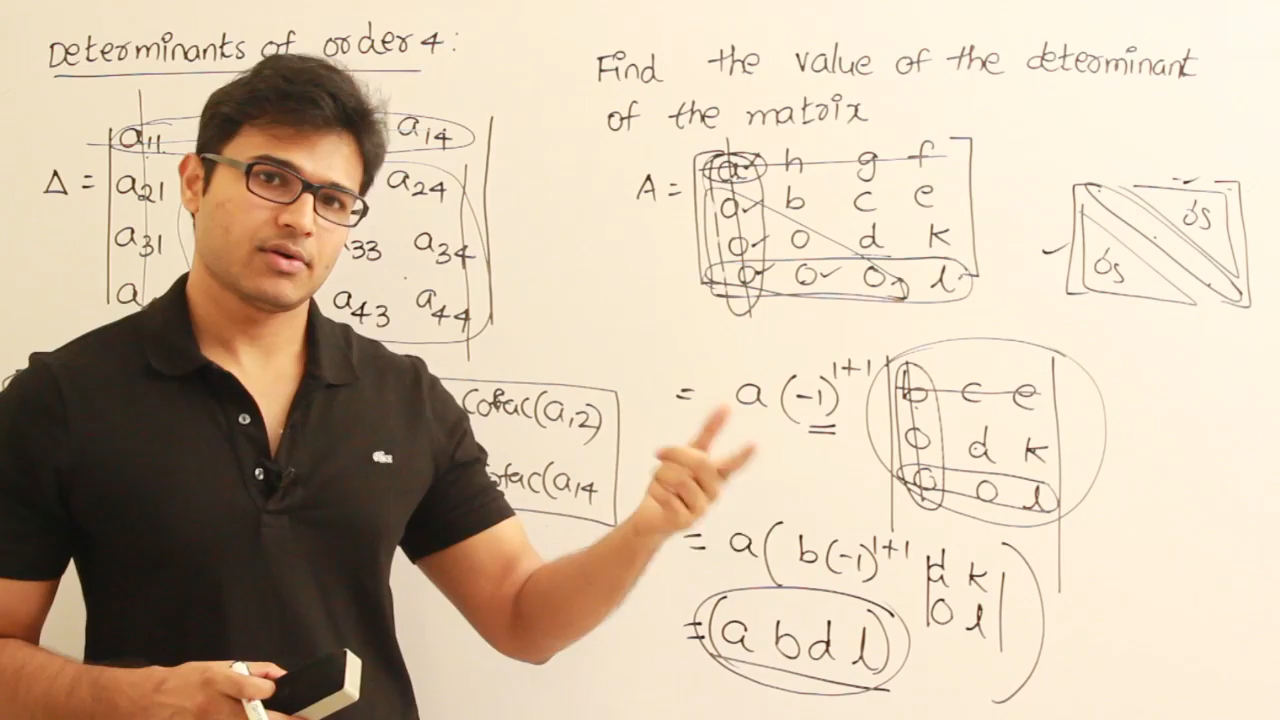 Determinants of order 4:
a11 a14
Δ = a21 a24
a31 33 a34
a a43 a44
Cofac(a12)
ofac(a14
Find the value of the determinant
of the matrix
A = a h g f
0 b c e
0 0 d k
0 0 0 l
0s
0s
= a (-1)^1+1 b c e
0 d k
0 0 l
= a ( b(-1)^1+1 d k
0 l )
= (a b d l)